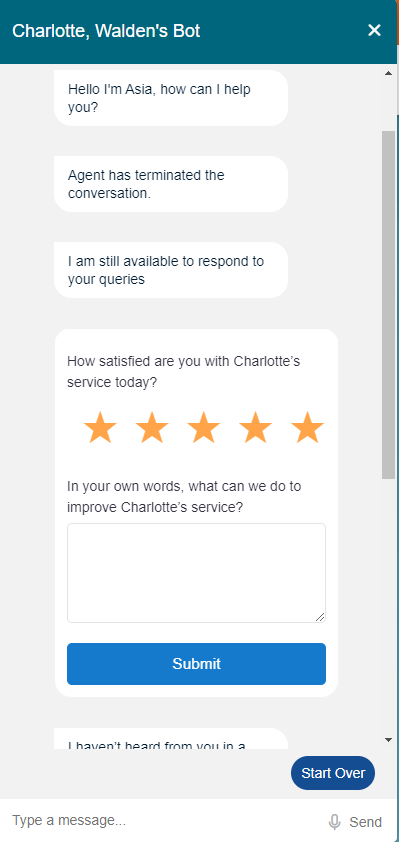 Charlotte, Walden's Bot
Hello I'm Asia, how can I help
you?
Agent has terminated the
conversation.
I am still available to respond to
your queries
How satisfied are you with Charlotte’s
service today?
In your own words, what can we do to
improve Charlotte’s service?
Submit
I haven’t heard from you in a
Start Over
Type a message...
Send